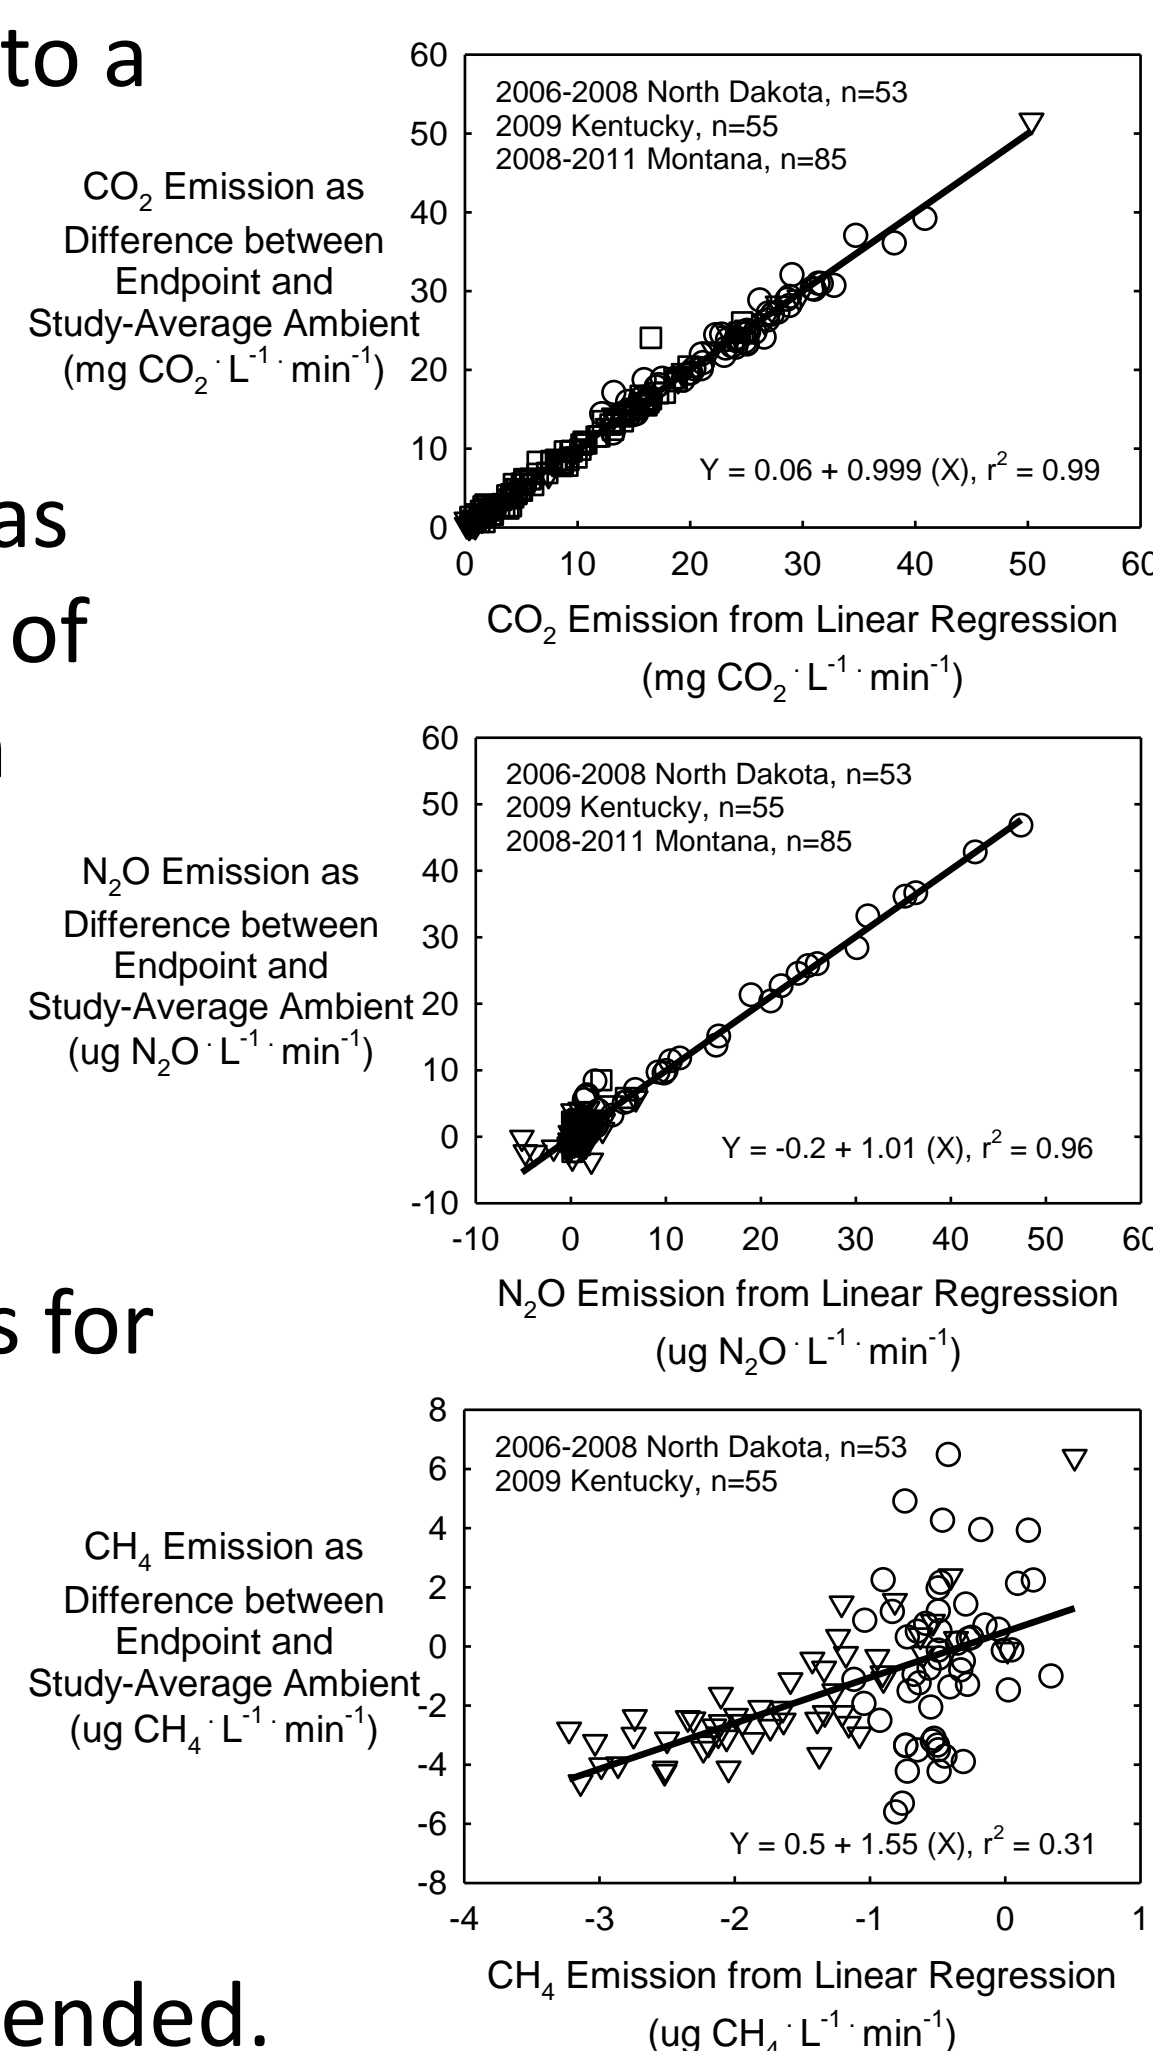 to a
as
of
s for
ended.
60
50
40
30
20
10
0
2006-2008 North Dakota, n=53
2009 Kentucky, n=55
2008-2011 Montana, n=85
CO2 Emission as
Difference between
Endpoint and
Study-Average Ambient
(mg CO2 · L-1 · min-1)
Y = 0.06 + 0.999 (X), r2 = 0.99
0 10 20 30 40 50 60
CO2 Emission from Linear Regression
(mg CO2 · L-1 · min-1)
60
50
40
30
20
10
0
-10
2006-2008 North Dakota, n=53
2009 Kentucky, n=55
2008-2011 Montana, n=85
N2O Emission as
Difference between
Endpoint and
Study-Average Ambient
(ug N2O · L-1 · min-1)
Y = -0.2 + 1.01 (X), r2 = 0.96
-10 0 10 20 30 40 50 60
N2O Emission from Linear Regression
(ug N2O · L-1 · min-1)
8
6
4
2
0
-2
-4
-6
-8
2006-2008 North Dakota, n=53
2009 Kentucky, n=55
CH4 Emission as
Difference between
Endpoint and
Study-Average Ambient
(ug CH4 · L-1 · min-1)
Y = 0.5 + 1.55 (X), r2 = 0.31
-4 -3 -2 -1 0 1
CH4 Emission from Linear Regression
(ug CH4 · L-1 · min-1)